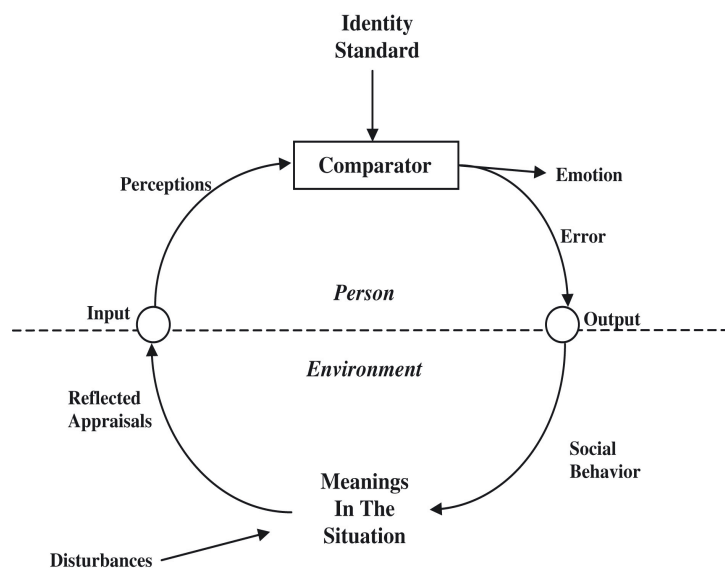 Identity
Standard
Comparator
Perceptions
Emotion
Error
Person
Input
Output
Environment
Reflected
Appraisals
Social
Behavior
Meanings
In The
Situation
Disturbances